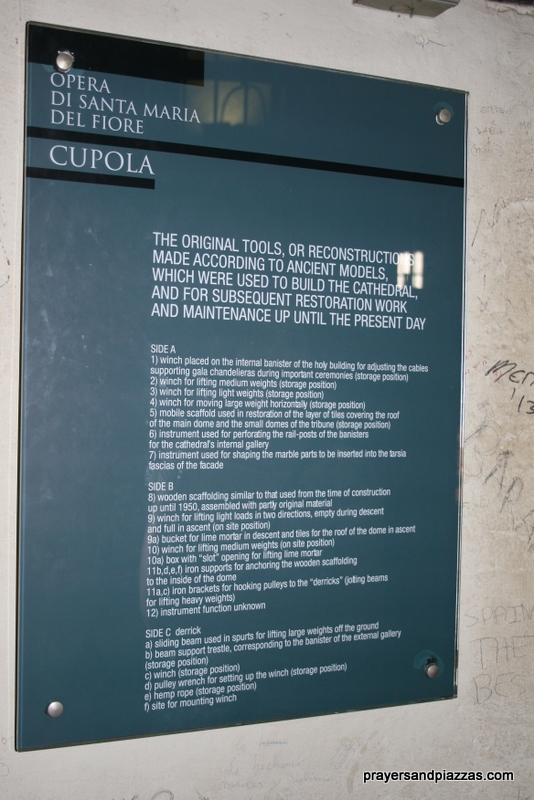 OPERA
DI SANTA MARIA
DEL FIORE
CUPOLA
THE ORIGINAL TOOLS, OR RECONSTRUCTIONS
MADE ACCORDING TO ANCIENT MODELS,
WHICH WERE USED TO BUILD THE CATHEDRAL,
AND FOR SUBSEQUENT RESTORATION WORK
AND MAINTENANCE UP UNTIL THE PRESENT DAY
SIDE A
1) winch placed on the internal banister of the holy building for adjusting the cables
supporting gala chandelieras during important ceremonies (storage position)
2) winch for lifting medium weights (storage position)
3) winch for lifting light weights (storage position)
4) winch for moving large weight horizontally (storage position)
5) mobile scaffold used in restoration of the layer of tiles covering the roof
of the main dome and the small domes of the tribune (storage position)
6) instrument used for perforating the rail-posts of the banisters
for the cathedral's internal gallery
7) instrument used for shaping the marble parts to be inserted into the tarsia
fascias of the facade
SIDE B
8) wooden scaffolding similar to that used from the time of construction
up until 1950, assembled with partly original material
9) winch for lifting light loads in two directions, empty during descent
and full in ascent (on site position)
9a) bucket for lime mortar in descent and tiles for the roof of the dome in ascent
10) winch for lifting medium weights (on site position)
10a) box with "slot" opening for lifting lime mortar
11b,d,e,f) iron supports for anchoring the wooden scaffolding
to the inside of the dome
11a,c) iron brackets for hooking pulleys to the "derricks" (jolting beams
for lifting heavy weights)
12) instrument function unknown
SIDE C derrick
a) sliding beam used in spurts for lifting large weights off the ground
b) beam support trestle, corresponding to the banister of the external gallery
(storage position)
c) winch (storage position)
d) pulley wrench for setting up the winch (storage position)
e) hemp rope (storage position)
f) site for mounting winch
prayersandpiazzas.com